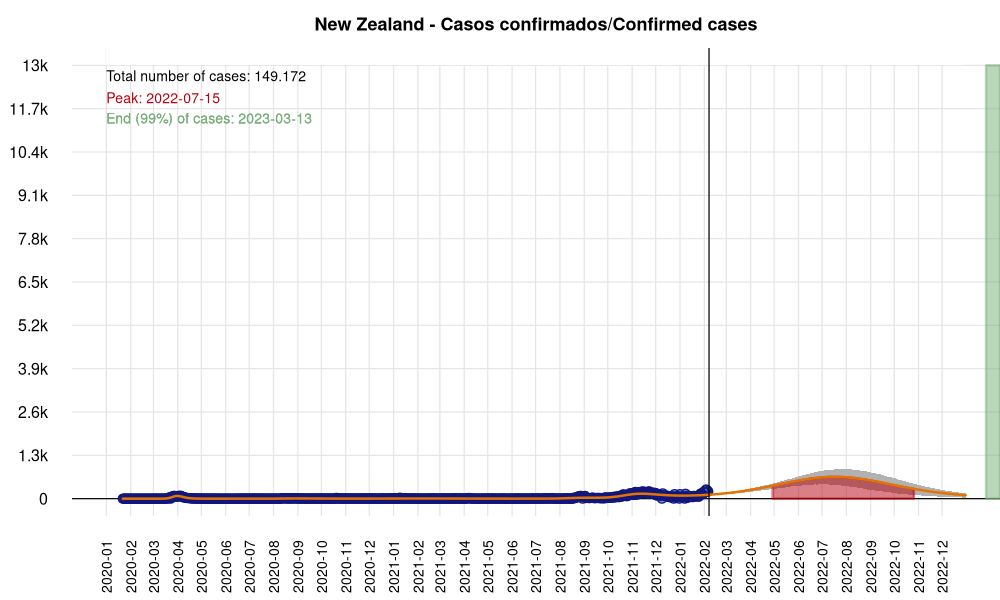 New Zealand - Casos confirmados/Confirmed cases
Total number of cases: 149.172
Peak: 2022-07-15
End (99%) of cases: 2023-03-13
13k
11.7k
10.4k
9.1k
7.8k
6.5k
5.2k
3.9k
2.6k
1.3k
0
2020-01
2020-02
2020-03
2020-04
2020-05
2020-06
2020-07
2020-08
2020-09
2020-10
2020-11
2020-12
2021-01
2021-02
2021-03
2021-04
2021-05
2021-06
2021-07
2021-08
2021-09
2021-10
2021-11
2021-12
2022-01
2022-02
2022-03
2022-04
2022-05
2022-06
2022-07
2022-08
2022-09
2022-10
2022-11
2022-12